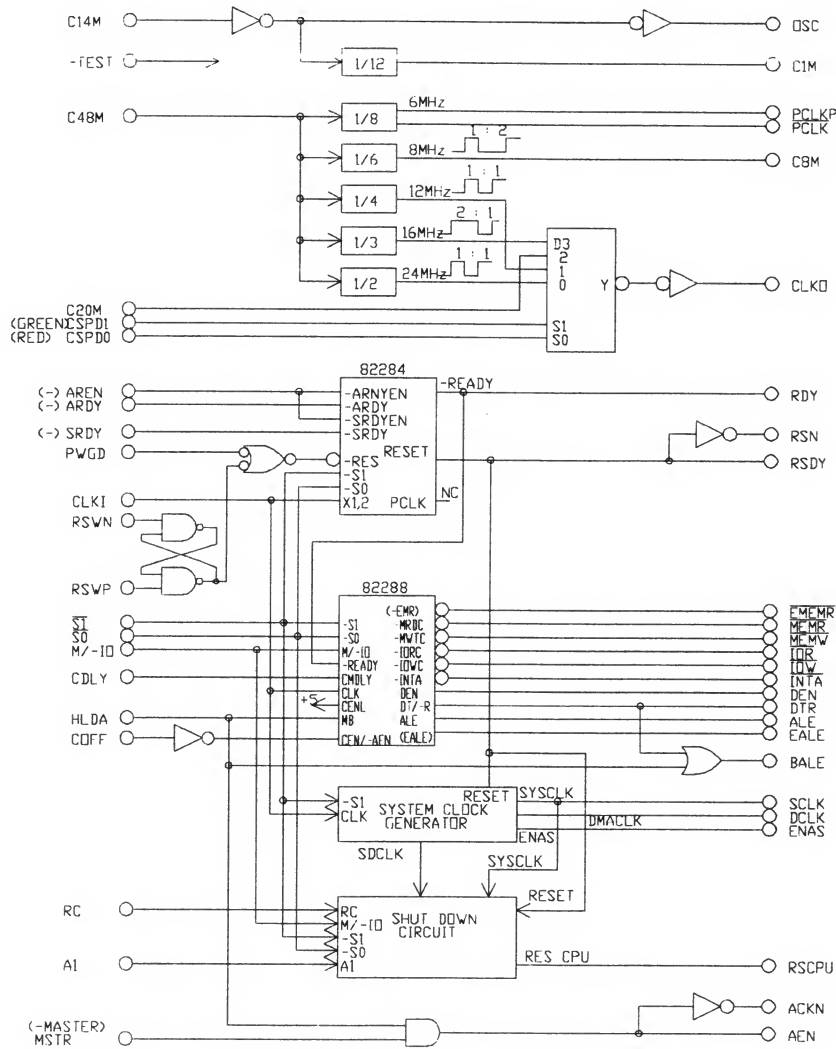 C14M OSC
-TEST 1/12 C1M
C48M 1/8 6MHz PCLKP
PCLK
1 : 2
1/6 8MHz C8M
1 : 1
1/4 12MHz
2 : 1
1/3 16MHz D3
2
1 : 1
1
1/2 24MHz 0 Y CLKO
C20M
(GREEN) CSPD1 S1
(RED) CSPD0 S0
82284
(-) AREN -ARNYEN -READY RDY
(-) ARDY -ARDY
-SRDYEN
(-) SRDY -SRDY RSN
PWGD -RES RESET RSDY
-S1
-S0
CLKI X1,2 PCLK NC
RSWN
RSWP
82288
(-EMR) EMEMR
S1 -S1 -MRDC MEMR
S0 -S0 -MWTC MEMW
M/-IO M/-IO -IORC IOR
-READY -IOWC IOW
CDLY CMDLY -INTA INTA
CLK DEN DEN
+5 CENL DT/-R DTR
HLDA MB ALE ALE
COFF CEN/-AEN (EALE) EALE
BALE
RESET SYSCLK SCLK
-S1 SYSTEM CLOCK
CLK GENERATOR DMACLK DCLK
ENAS ENAS
SDCLK SYSCLK
RESET
RC RC SHUT DOWN
M/-IO CIRCUIT
-S1
-S0
A1 A1 RES CPU RSCPU
ACKN
(-MASTER)
MSTR AEN